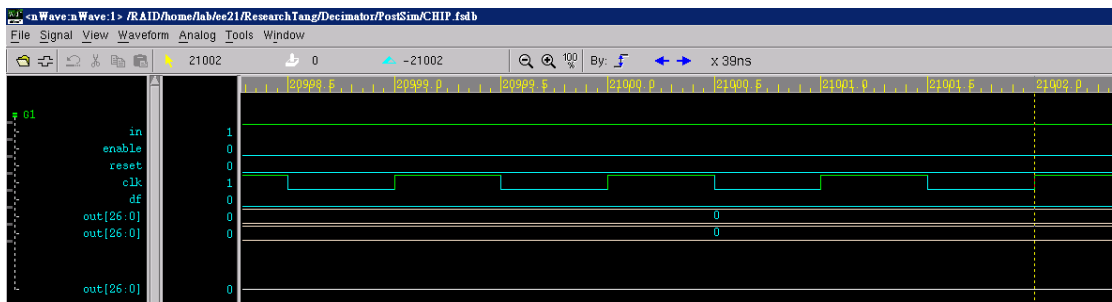 <nWave:nWave:1> /RAID/home/lab/ee21/ResearchTang/Decimator/PostSim/CHIP.fsdb
File Signal View Waveform Analog Tools Window
21002 0 -21002 100 % By: x 39ns
20998.5 20999.0 20999.5 21000.0 21000.5 21001.0 21001.5 21002.0
G1
in 1
enable 0
reset 0
clk 1
df 0
out[26:0] 0 0
out[26:0] 0 0
out[26:0] 0